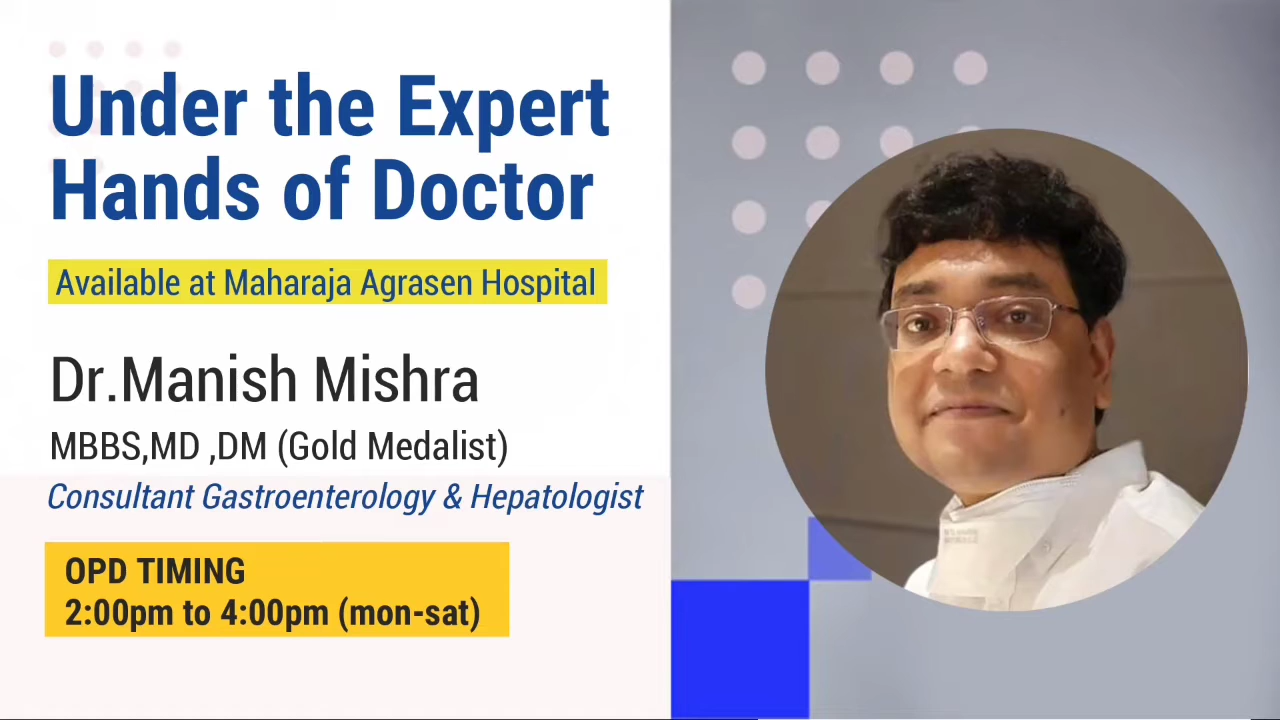 Under the Expert
Hands of Doctor
Available at Maharaja Agrasen Hospital
Dr.Manish Mishra
MBBS,MD ,DM (Gold Medalist)
Consultant Gastroenterology & Hepatologist
OPD TIMING
2:00pm to 4:00pm (mon-sat)